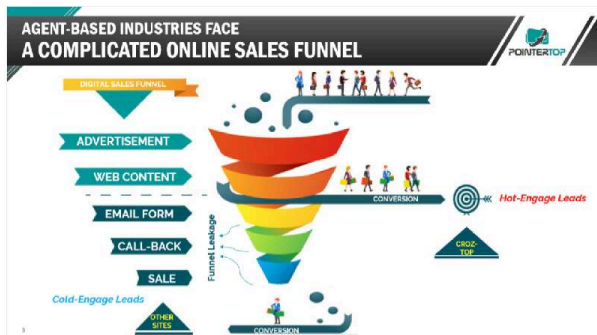 AGENT-BASED INDUSTRIES FACE
A COMPLICATED ONLINE SALES FUNNEL
POINTERTOP
DIGITAL SALES FUNNEL
ADVERTISEMENT
WEB CONTENT
CONVERSION
Hot-Engage Leads
EMAIL FORM
CALL-BACK
Funnel Leakage
CROZ-
TOP
SALE
Cold-Engage Leads
OTHER
SITES
CONVERSION
3